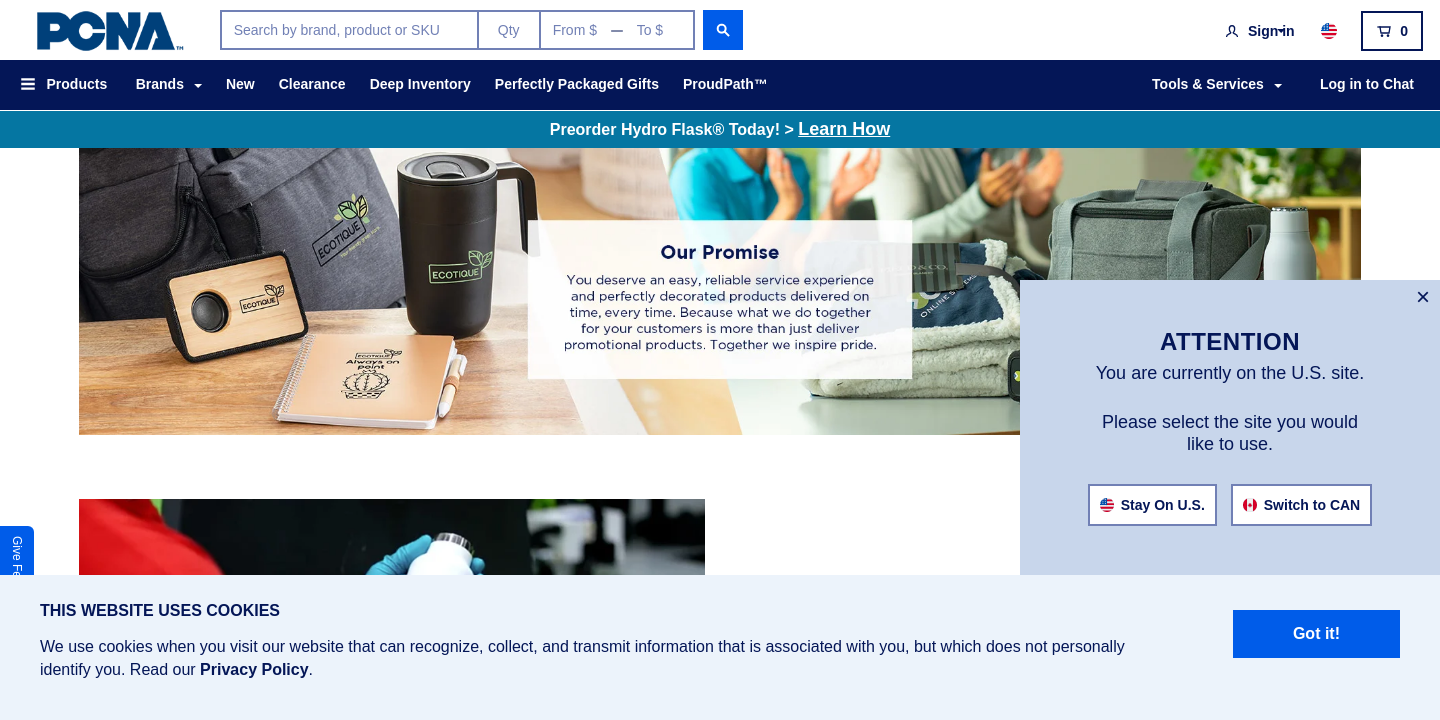 PCNA™
Search by brand, product or SKU
Qty
From $ — To $
Sign in
0
Products
Brands
New
Clearance
Deep Inventory
Perfectly Packaged Gifts
ProudPath™
Tools & Services
Log in to Chat
Preorder Hydro Flask® Today! > Learn How
ECOTIQUE
ECOTIQUE
ECOTIQUE
ECOTIQUE
Always on
point
Our Promise
You deserve an easy, reliable service experience
and perfectly decorated products delivered on
time, every time. Because what we do together
for your customers is more than just deliver
promotional products. Together we inspire pride.
×
ATTENTION
You are currently on the U.S. site.
Please select the site you would
like to use.
Stay On U.S.
Switch to CAN
Give Fe
THIS WEBSITE USES COOKIES
We use cookies when you visit our website that can recognize, collect, and transmit information that is associated with you, but which does not personally
identify you. Read our Privacy Policy.
Got it!